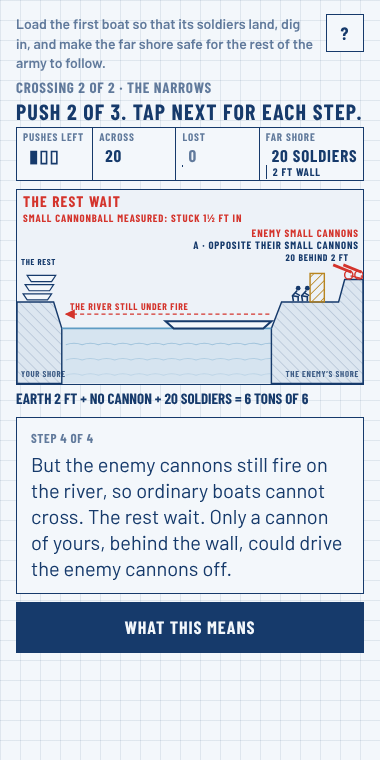 Load the first boat so that its soldiers land, dig
in, and make the far shore safe for the rest of the
army to follow.
?
CROSSING 2 OF 2 · THE NARROWS
PUSH 2 OF 3. TAP NEXT FOR EACH STEP.
PUSHES LEFT
ACROSS
20
LOST
0
FAR SHORE
20 SOLDIERS
2 FT WALL
THE REST WAIT
SMALL CANNONBALL MEASURED: STUCK 1½ FT IN
ENEMY SMALL CANNONS
A · OPPOSITE THEIR SMALL CANNONS
20 BEHIND 2 FT
THE REST
THE RIVER STILL UNDER FIRE
YOUR SHORE
THE ENEMY'S SHORE
EARTH 2 FT + NO CANNON + 20 SOLDIERS = 6 TONS OF 6
STEP 4 OF 4
But the enemy cannons still fire on
the river, so ordinary boats cannot
cross. The rest wait. Only a cannon
of yours, behind the wall, could drive
the enemy cannons off.
WHAT THIS MEANS